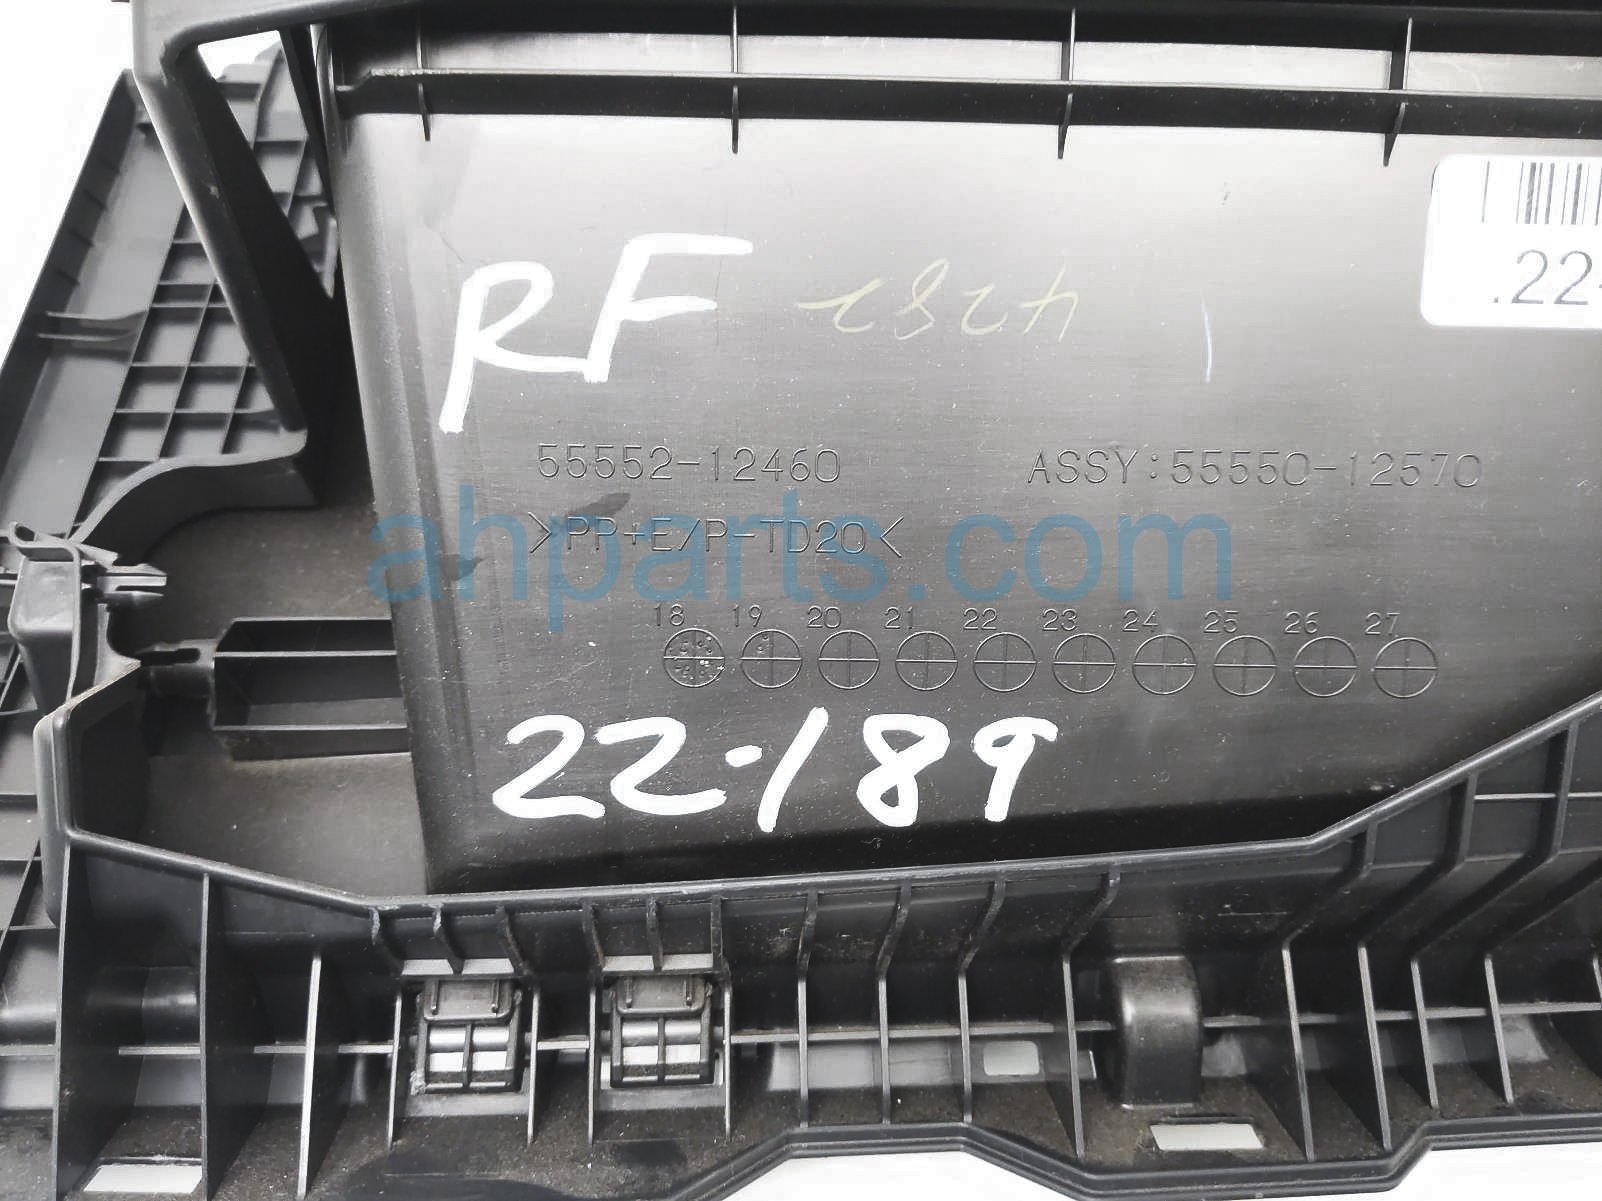 .22-
RF 4282
55552-12460 ASSY:55550-12570
>PP+E/P-TD20<
ahparts.com
18 19 20 21 22 23 24 25 26 27
22-189